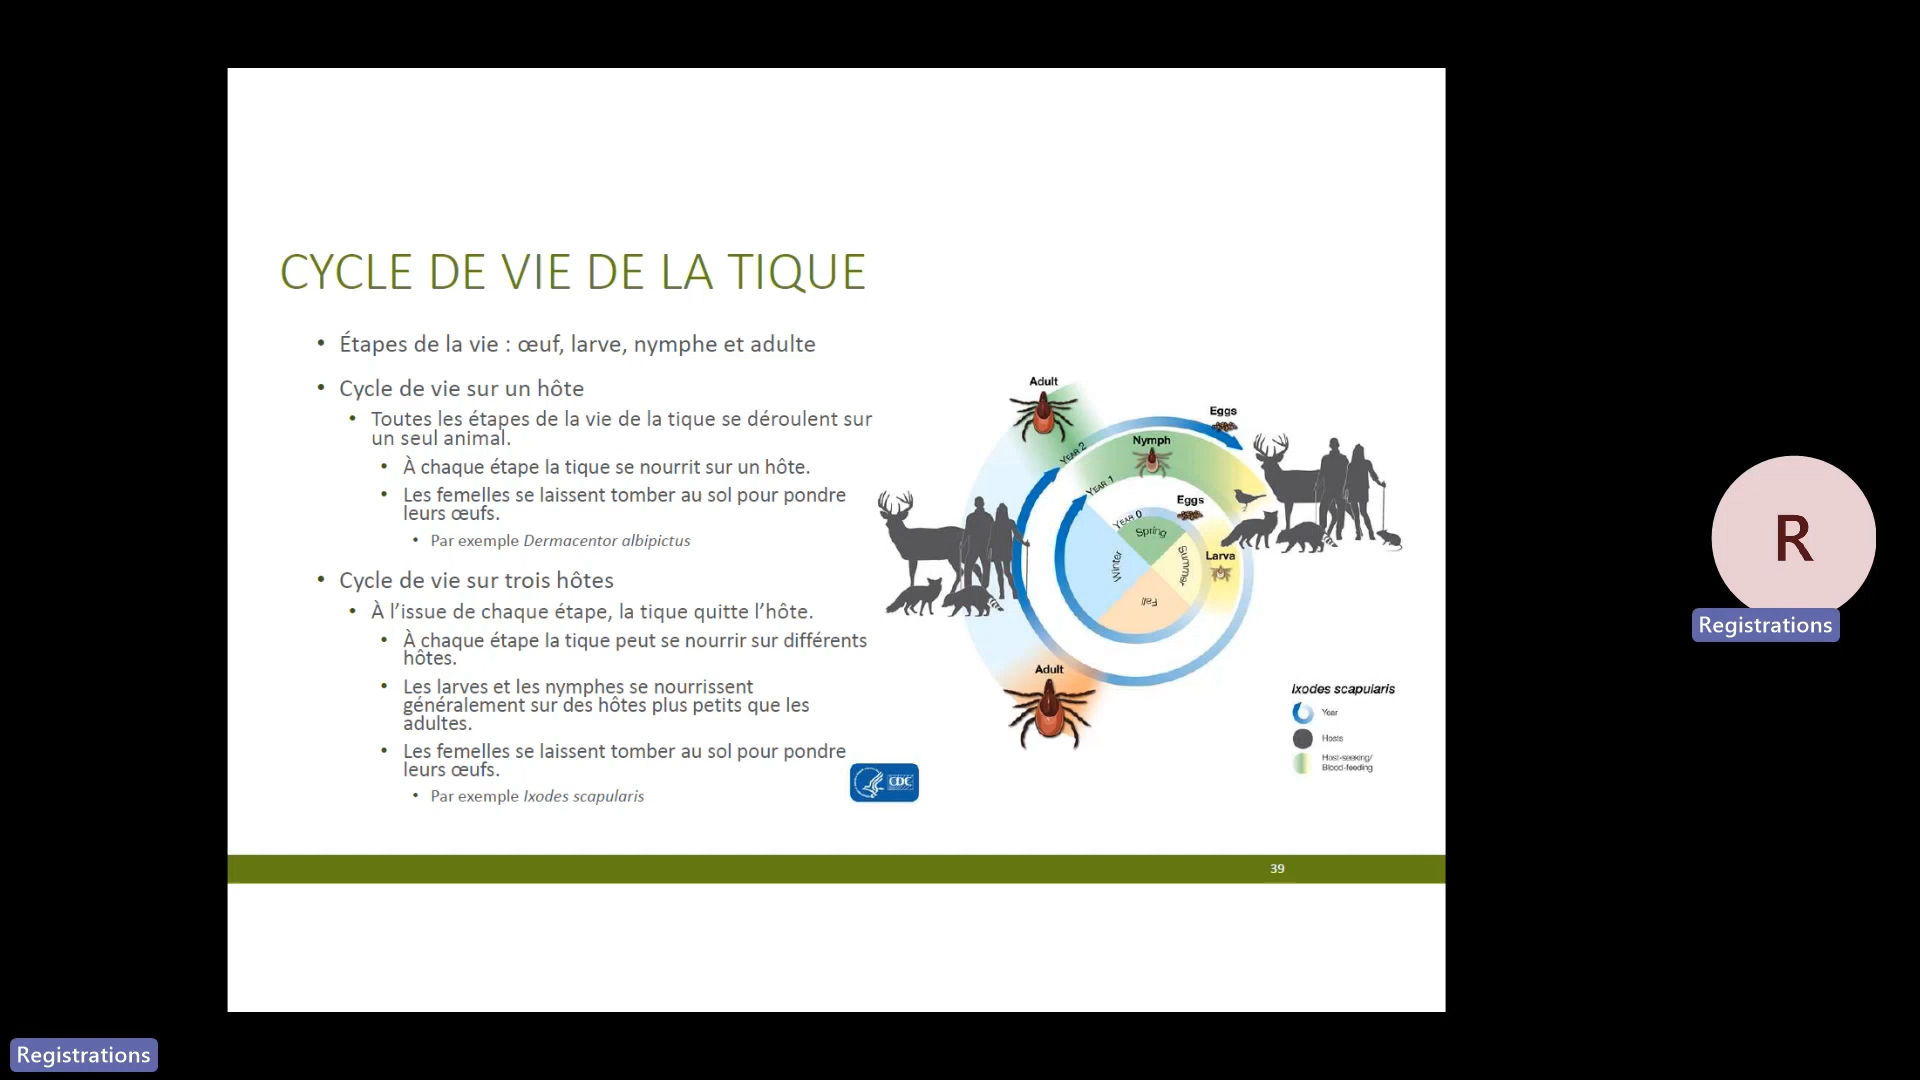 CYCLE DE VIE DE LA TIQUE
• Étapes de la vie : œuf, larve, nymphe et adulte
• Cycle de vie sur un hôte
• Toutes les étapes de la vie de la tique se déroulent sur
un seul animal.
• À chaque étape la tique se nourrit sur un hôte.
• Les femelles se laissent tomber au sol pour pondre
leurs œufs.
• Par exemple Dermacentor albipictus
• Cycle de vie sur trois hôtes
• À l’issue de chaque étape, la tique quitte l’hôte.
• À chaque étape la tique peut se nourrir sur différents
hôtes.
• Les larves et les nymphes se nourrissent
généralement sur des hôtes plus petits que les
adultes.
• Les femelles se laissent tomber au sol pour pondre
leurs œufs.
• Par exemple Ixodes scapularis
Adult
Eggs
Nymph
YEAR 2
YEAR 1
Eggs
YEAR 0
Spring
Summer
Larva
Winter
Fall
Adult
Ixodes scapularis
Year
Hosts
Host-seeking/
Blood-feeding
CDC
39
R
Registrations
Registrations